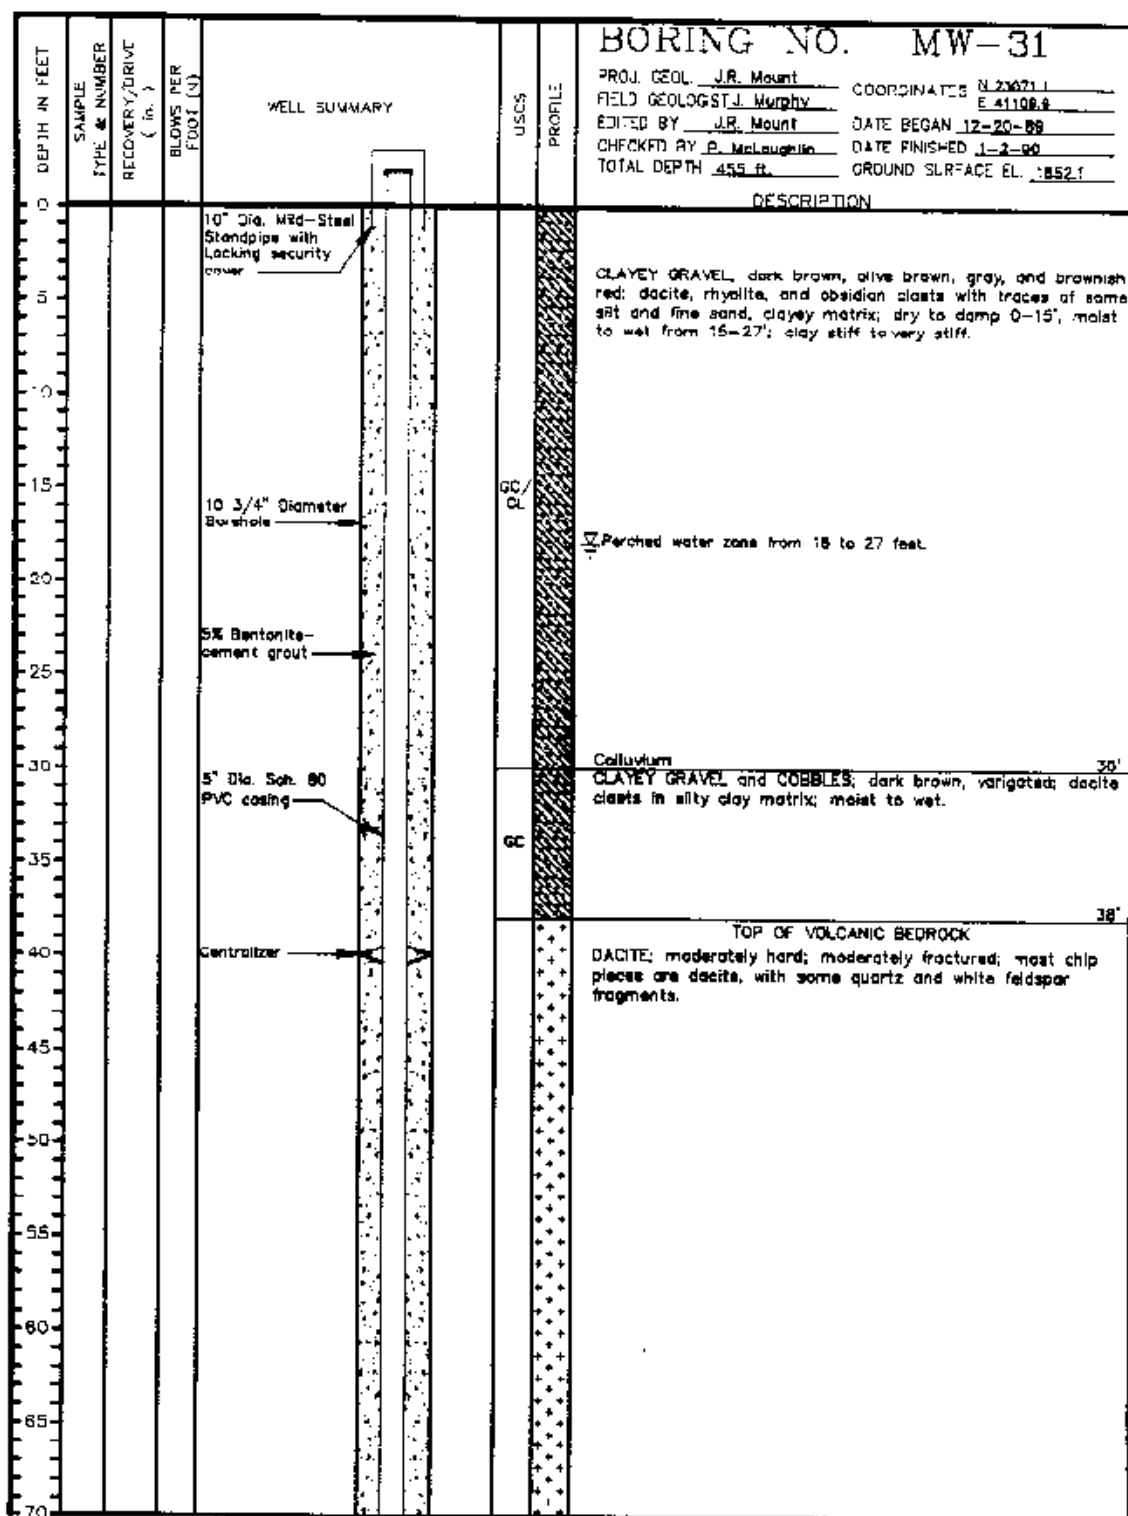 BORING NO. MW-31
PROJ. GEOL. J.R. Mount
FIELD GEOLOGIST J. Murphy
EDITED BY J.R. Mount
CHECKED BY P. McLaughlin
TOTAL DEPTH 455 ft.
COORDINATES
E 41109.9
DATE BEGAN 12-20-89
DATE FINISHED 1-2-90
GROUND SURFACE EL. 1852.1
DESCRIPTION
DEPTH IN FEET
SAMPLE
TYPE & NUMBER
RECOVERY/DRIVE
( in. )
BLOWS PER
FOOT (N)
WELL SUMMARY
USCS
PROFILE
0
5
10
15
20
25
30
35
40
45
50
55
60
65
70
10" Dia. Mild-Steel
Standpipe with
Locking security
cover
10 3/4" Diameter
Borehole
5% Bentonite-
cement grout
5" Dia. Sch. 80
PVC casing
Centralizer
GC/
CL
GC
CLAYEY GRAVEL, dark brown, olive brown, gray, and brownish
red; dacite, rhyolite, and obsidian clasts with traces of some
silt and fine sand, clayey matrix; dry to damp 0-15', moist
to wet from 15-27'; clay stiff to very stiff.
Perched water zone from 18 to 27 feet.
Colluvium 30'
CLAYEY GRAVEL and COBBLES; dark brown, varigated; dacite
clasts in silty clay matrix; moist to wet.
38'
TOP OF VOLCANIC BEDROCK
DACITE; moderately hard; moderately fractured; most chip
pieces are dacite, with some quartz and white feldspar
fragments.